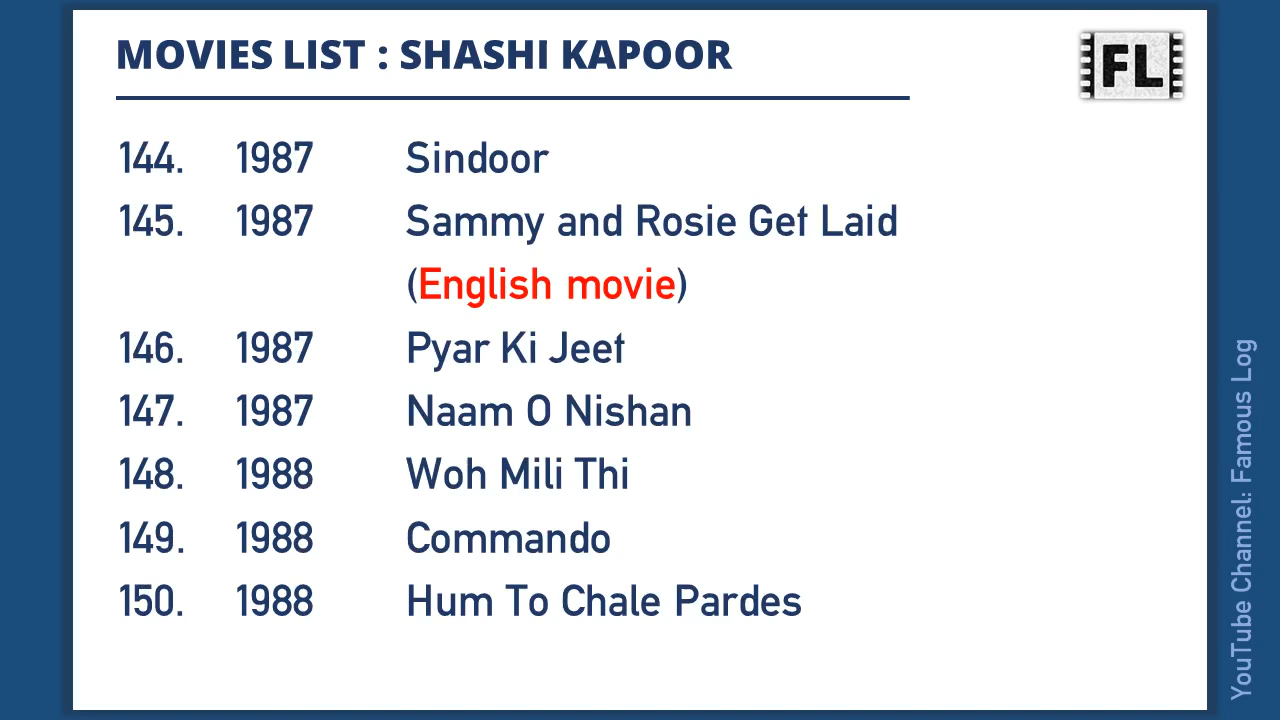 MOVIES LIST : SHASHI KAPOOR
FL
144. 1987 Sindoor
145. 1987 Sammy and Rosie Get Laid
(English movie)
146. 1987 Pyar Ki Jeet
147. 1987 Naam O Nishan
148. 1988 Woh Mili Thi
149. 1988 Commando
150. 1988 Hum To Chale Pardes
YouTube Channel: Famous Log